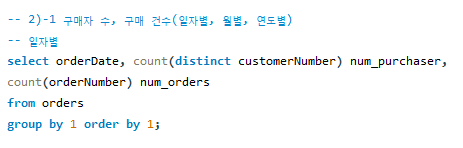 -- 2)-1 구매자 수, 구매 건수(일자별, 월별, 연도별)
-- 일자별
select orderDate, count(distinct customerNumber) num_purchaser,
count(orderNumber) num_orders
from orders
group by 1 order by 1;